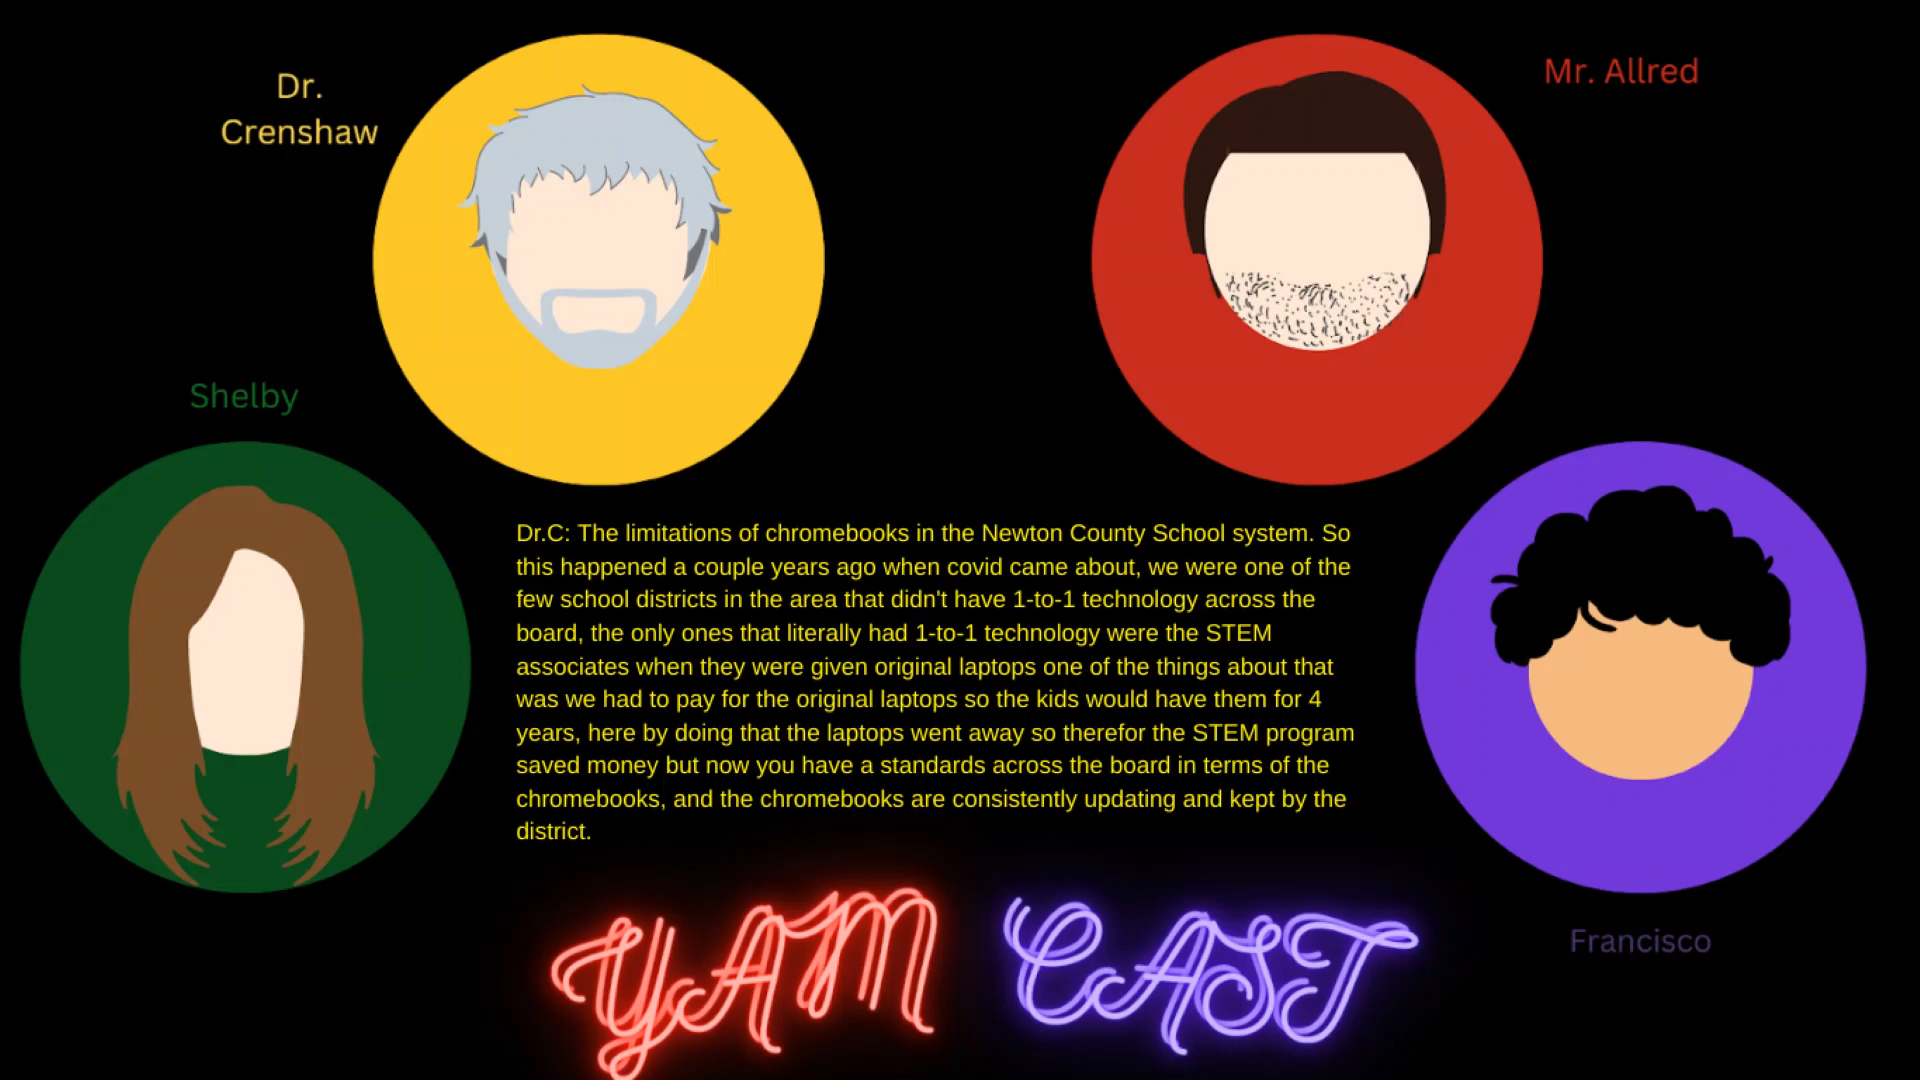 Dr.
Crenshaw
Mr. Allred
Shelby
Dr.C: The limitations of chromebooks in the Newton County School system. So
this happened a couple years ago when covid came about, we were one of the
few school districts in the area that didn't have 1-to-1 technology across the
board, the only ones that literally had 1-to-1 technology were the STEM
associates when they were given original laptops one of the things about that
was we had to pay for the original laptops so the kids would have them for 4
years, here by doing that the laptops went away so therefor the STEM program
saved money but now you have a standards across the board in terms of the
chromebooks, and the chromebooks are consistently updating and kept by the
district.
Francisco
YAM CAST